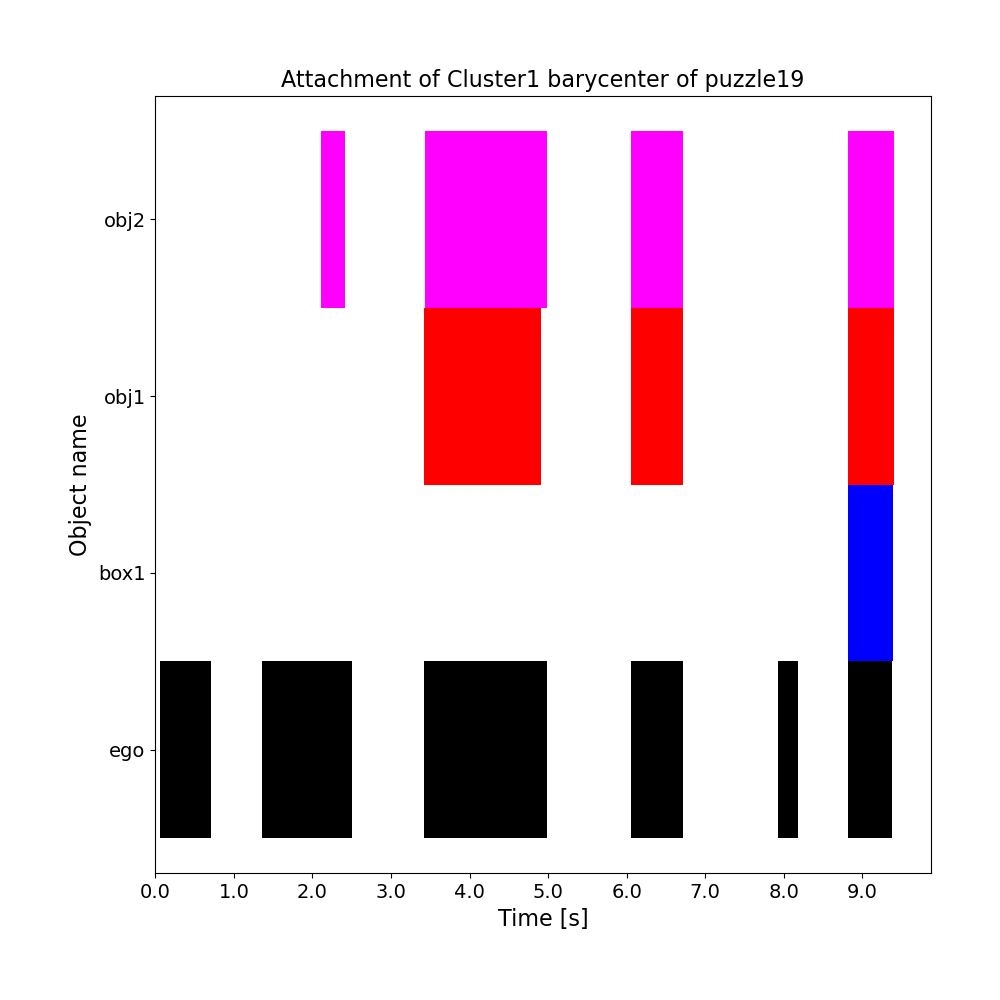 Attachment of Cluster1 barycenter of puzzle19
obj2
obj1
box1
ego
Object name
0.0 1.0 2.0 3.0 4.0 5.0 6.0 7.0 8.0 9.0
Time [s]